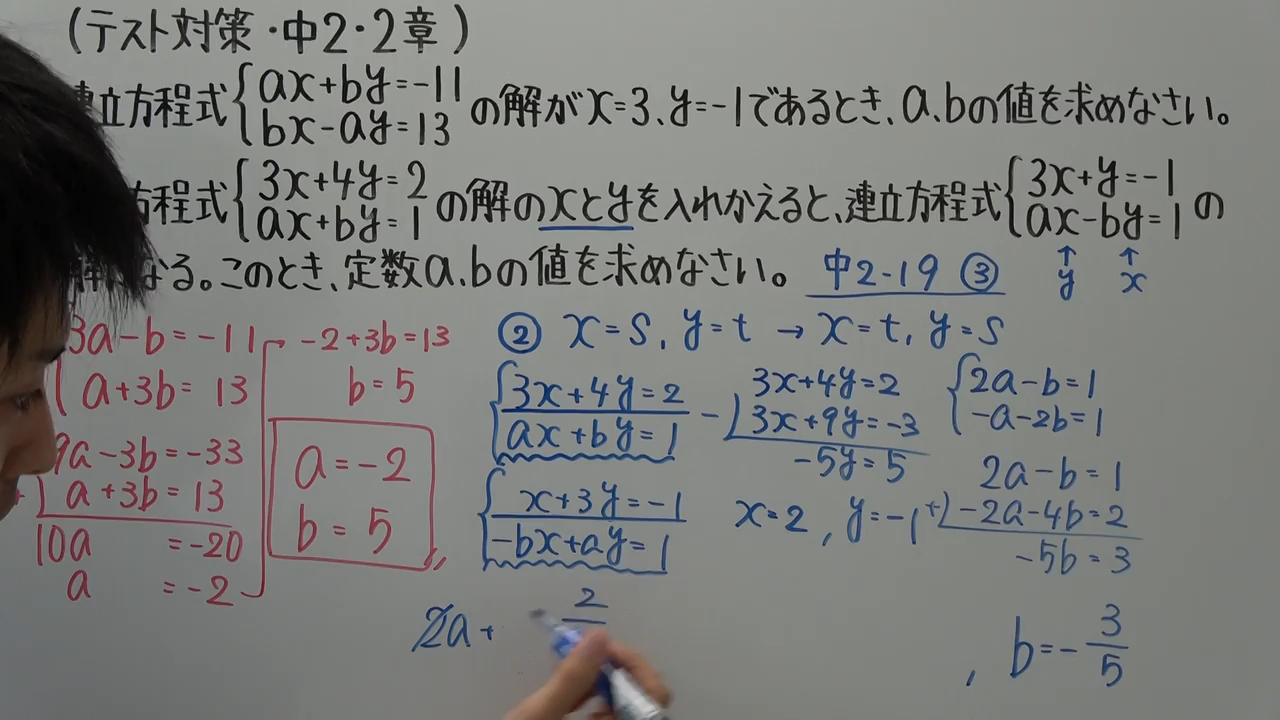 (テスト対策・中2・2章)
立方程式{ax+by=-11 bx-ay=13 の解がx=3、y=-1であるとき、a.bの値を求めなさい。
方程式{3x+4y=2 ax+by=1 の解のxとyを入れかえると、連立方程式{3x+y=-1 ax-by=1 の
なる。このとき、定数a.bの値を求めなさい。 中2-19 ③
↑y ↑x
3a-b=-11
a+3b=13
9a-3b=-33
a+3b=13
10a =-20
a =-2
→ -2+3b=13
b=5
a=-2
b=5
② x=s, y=t → x=t, y=s
{3x+4y=2
ax+by=1
{x+3y=-1
-bx+ay=1
3x+4y=2
-) 3x+9y=-3
-5y=5
x=2, y=-1
{2a-b=1
-a-2b=1
2a-b=1
+) -2a-4b=2
-5b=3
2a+ 2
, b=-3/5